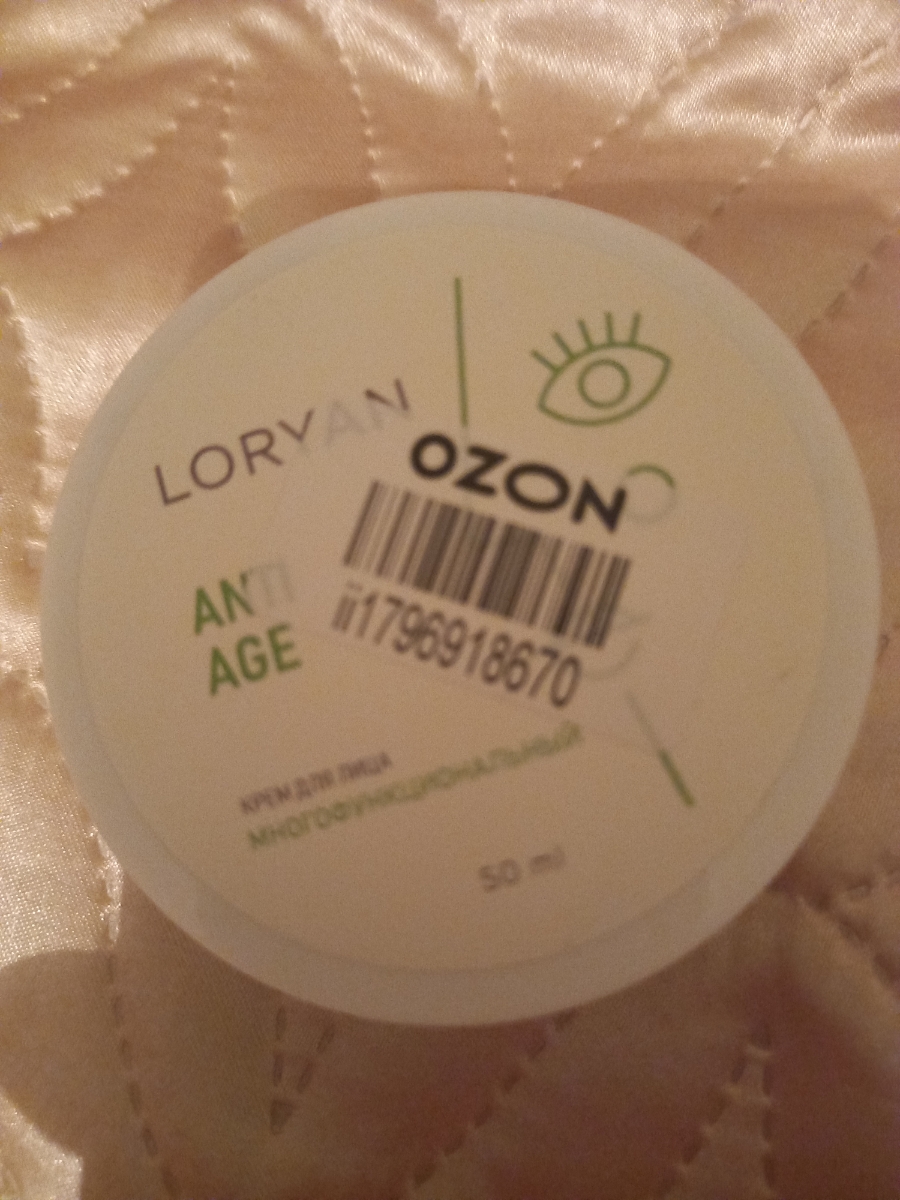 LORYAN
OZON
ii1796918670
ANTI
AGE
КРЕМ ДЛЯ ЛИЦА
МНОГОФУНКЦИОНАЛЬНЫЙ
50 ml